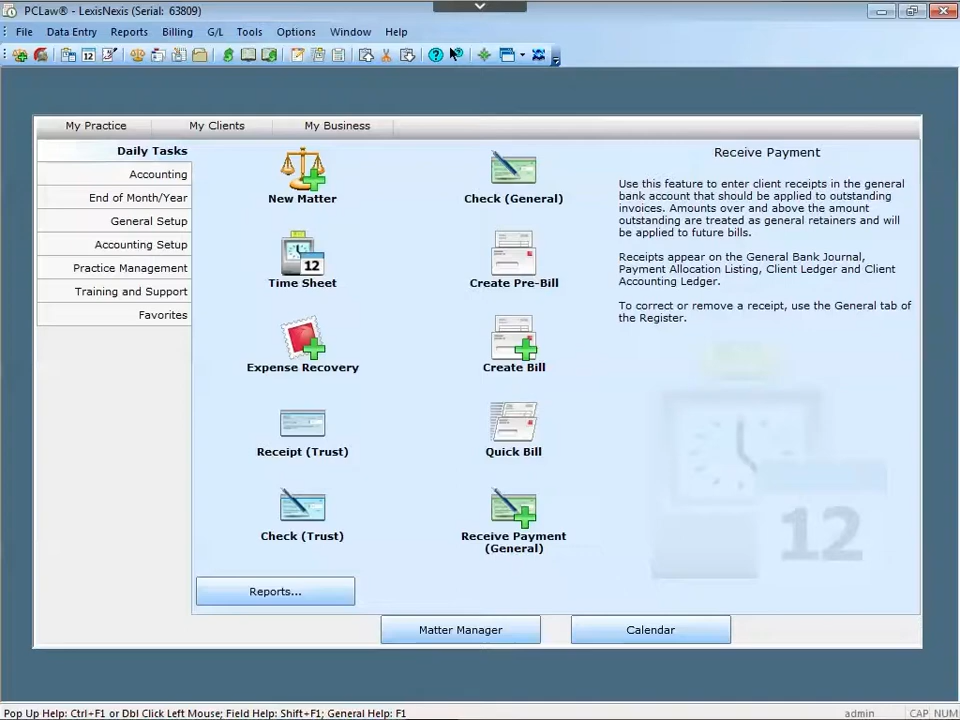 PCLaw® - LexisNexis (Serial: 63809)
File Data Entry Reports Billing G/L Tools Options Window Help
12
My Practice My Clients My Business
Daily Tasks
Accounting
End of Month/Year
General Setup
Accounting Setup
Practice Management
Training and Support
Favorites
New Matter
Check (General)
12
Time Sheet
Create Pre-Bill
Expense Recovery
Create Bill
Receipt (Trust)
Quick Bill
Check (Trust)
Receive Payment
(General)
Reports...
Receive Payment
Use this feature to enter client receipts in the general
bank account that should be applied to outstanding
invoices. Amounts over and above the amount
outstanding are treated as general retainers and will
be applied to future bills.
Receipts appear on the General Bank Journal,
Payment Allocation Listing, Client Ledger and Client
Accounting Ledger.
To correct or remove a receipt, use the General tab of
the Register.
12
Matter Manager Calendar
Pop Up Help: Ctrl+F1 or Dbl Click Left Mouse; Field Help: Shift+F1; General Help: F1 admin CAP NUM